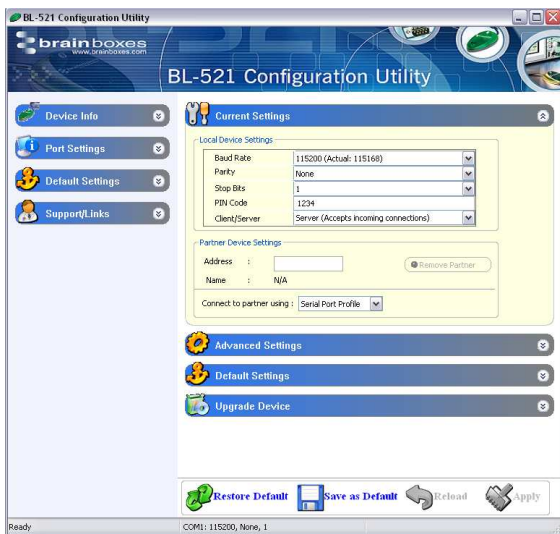 BL-521 Configuration Utility
brainboxes
www.brainboxes.com
BL-521 Configuration Utility
Device Info
Port Settings
Default Settings
Support/Links
Current Settings
Local Device Settings
Baud Rate 115200 (Actual: 115168)
Parity None
Stop Bits 1
PIN Code 1234
Client/Server Server (Accepts incoming connections)
Partner Device Settings
Address :
Remove Partner
Name : N/A
Connect to partner using : Serial Port Profile
Advanced Settings
Default Settings
Upgrade Device
Restore Default Save as Default Reload Apply
Ready COM1: 115200, None, 1